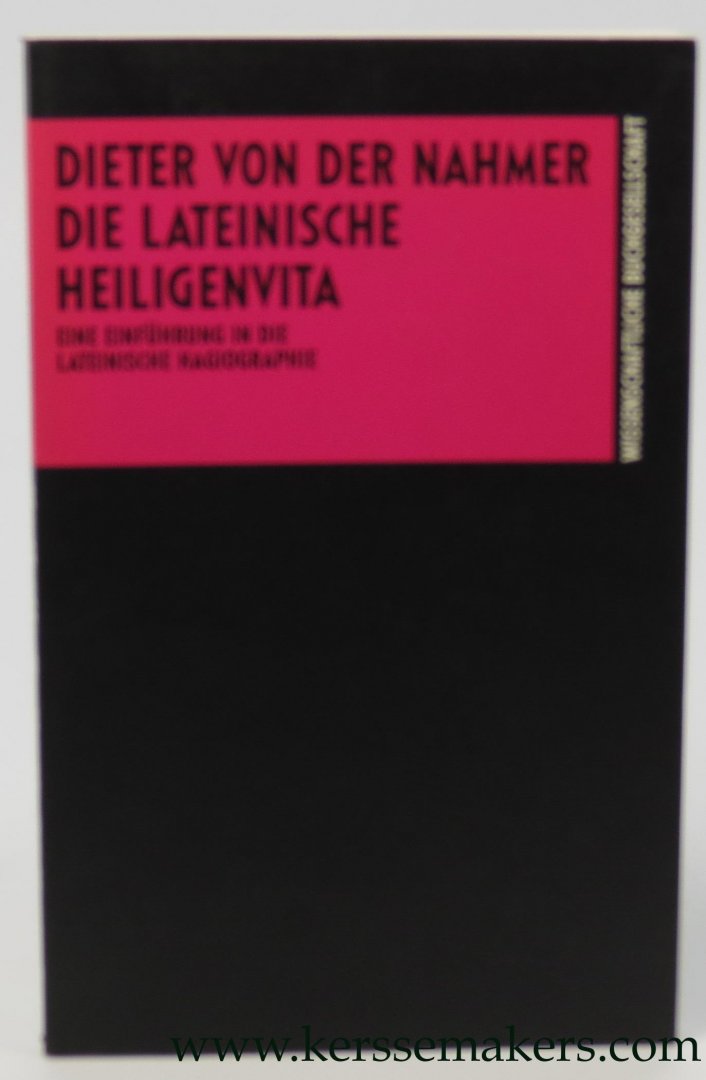 DIETER VON DER NAHMER
DIE LATEINISCHE
HEILIGENVITA
EINE EINFÜHRUNG IN DIE
LATEINISCHE HAGIOGRAPHIE
WISSENSCHAFTLICHE BUCHGESELLSCHAFT
www.kerssemakers.com